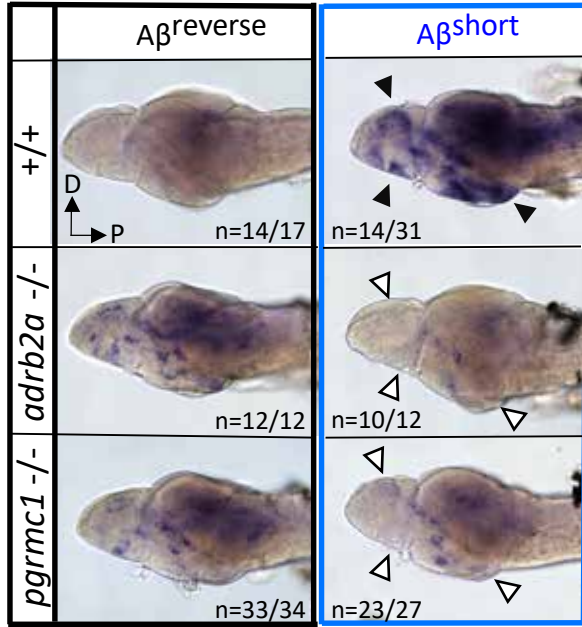 Aβreverse Aβshort
+/+
D
P
n=14/17 n=14/31
adrb2a -/-
n=12/12 n=10/12
pgrmc1 -/-
n=33/34 n=23/27